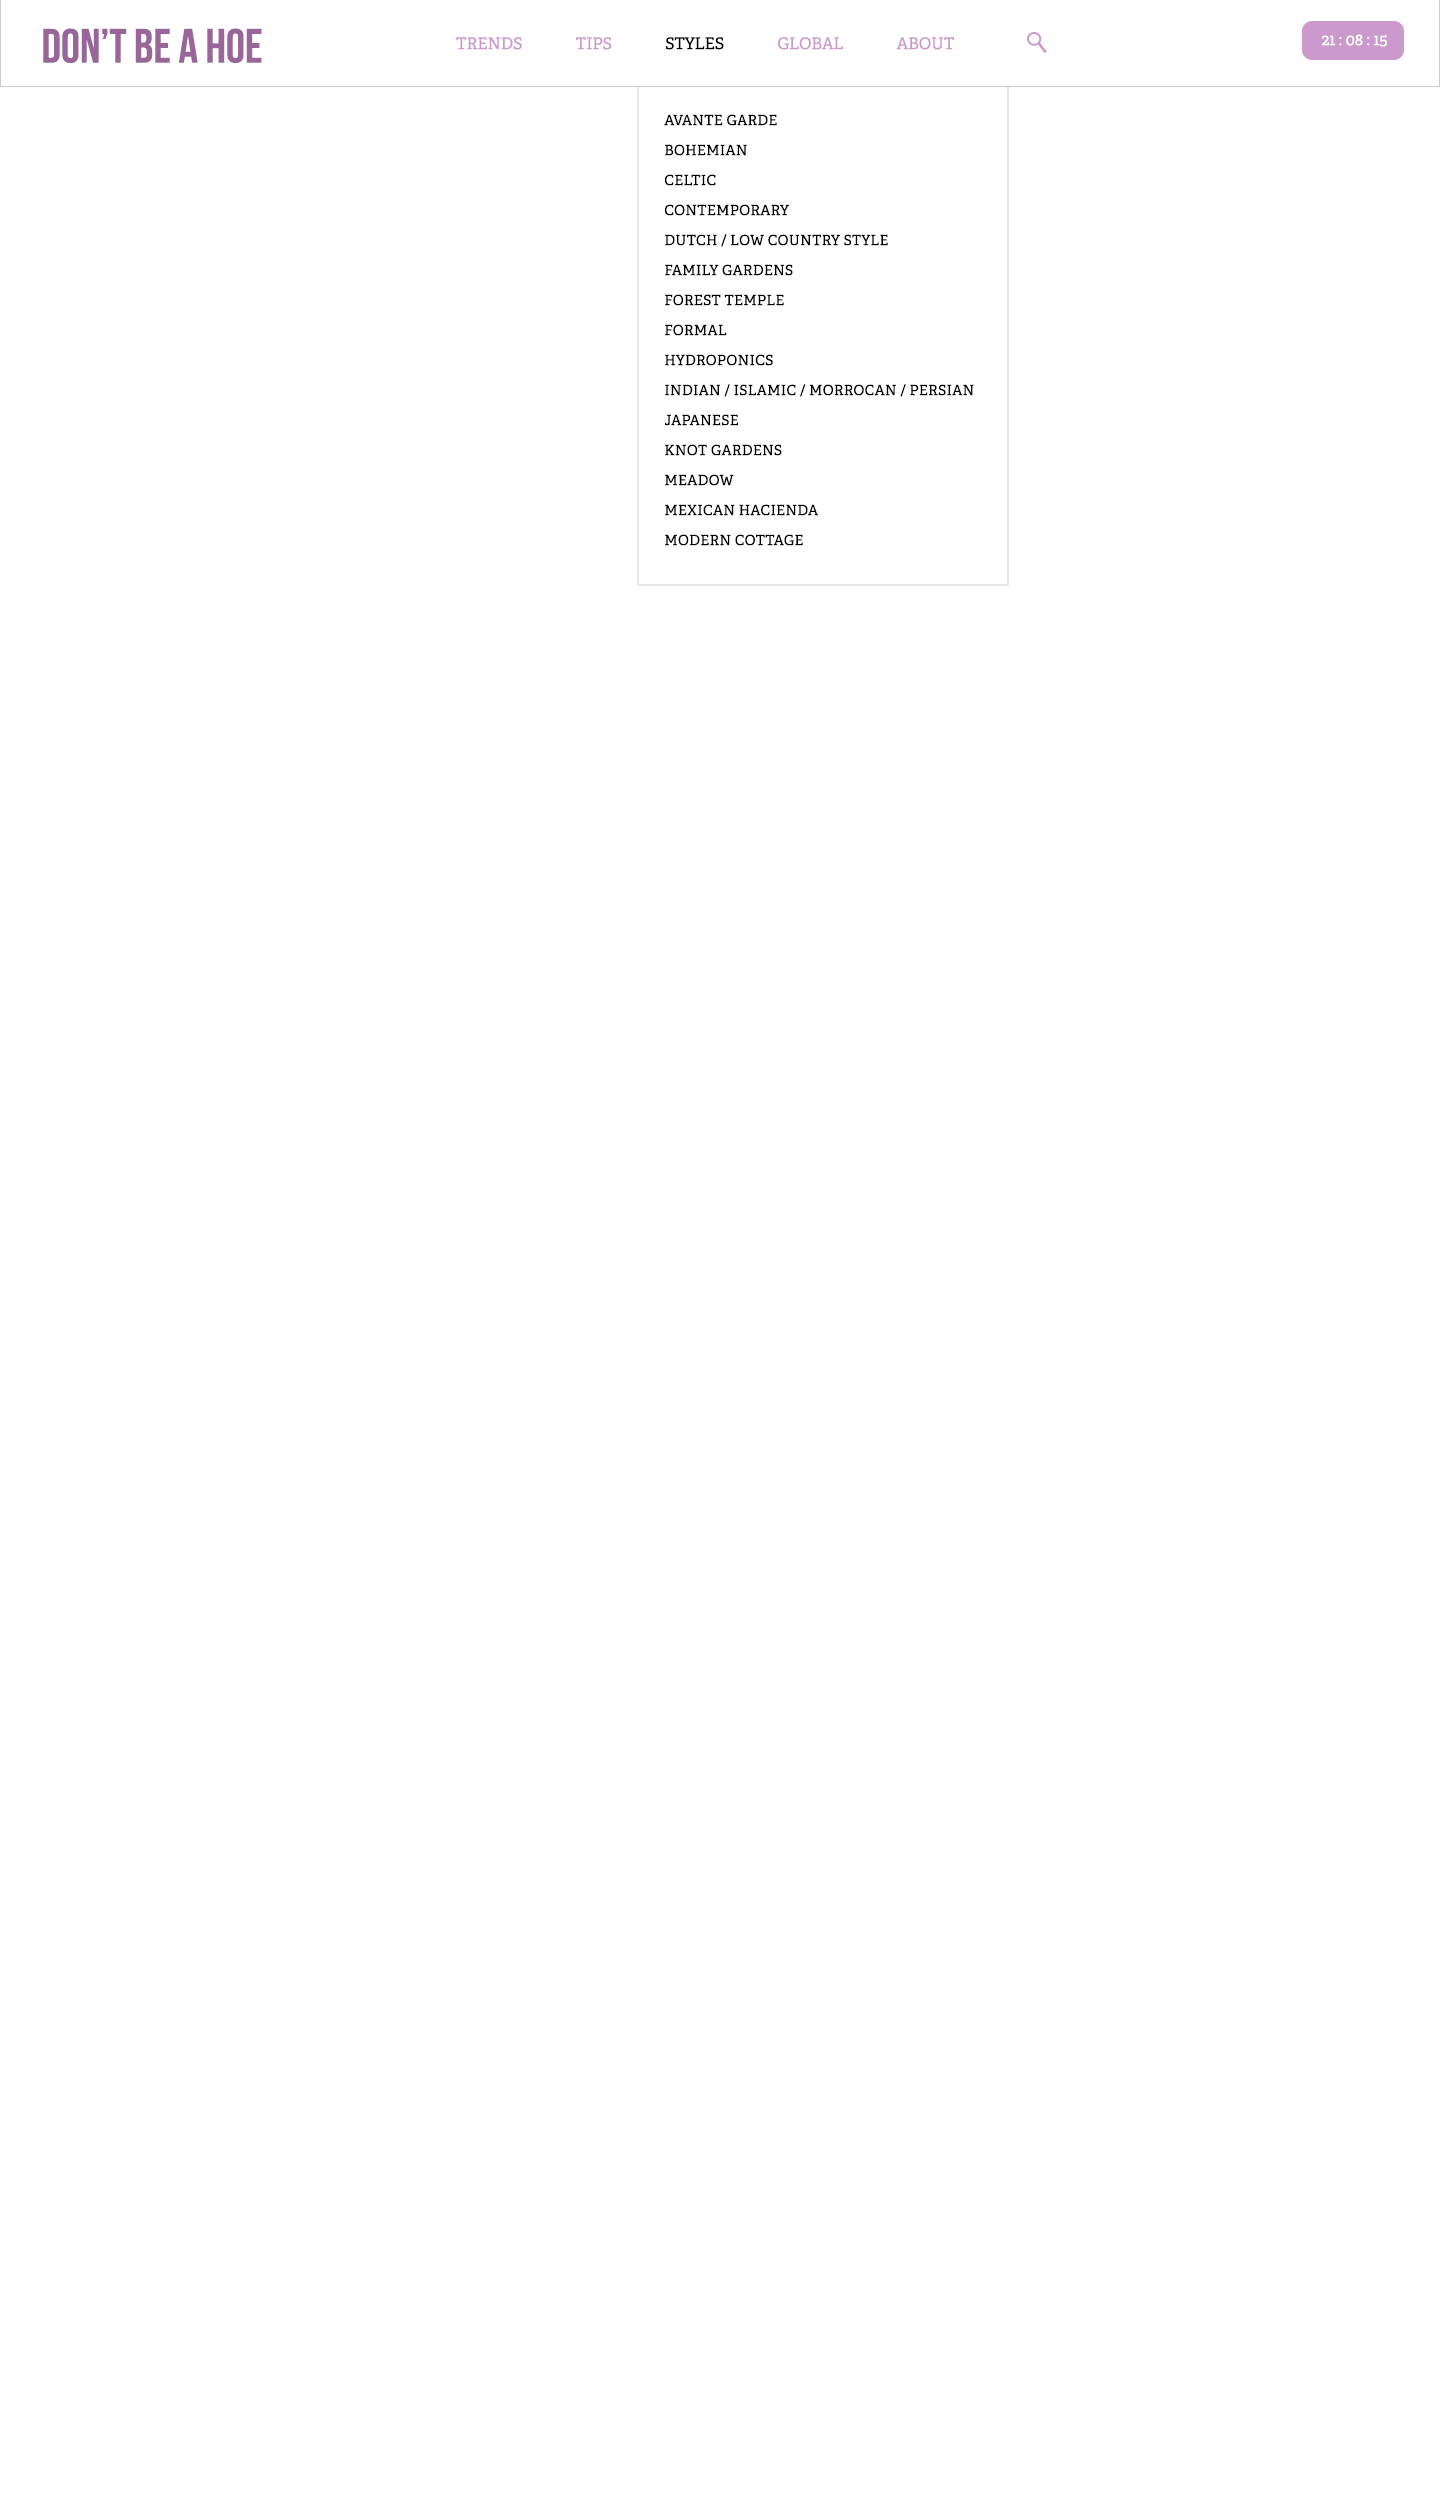 DON’T BE A HOE
TRENDS TIPS STYLES GLOBAL ABOUT
21 : 08 : 15
AVANTE GARDE
BOHEMIAN
CELTIC
CONTEMPORARY
DUTCH / LOW COUNTRY STYLE
FAMILY GARDENS
FOREST TEMPLE
FORMAL
HYDROPONICS
INDIAN / ISLAMIC / MORROCAN / PERSIAN
JAPANESE
KNOT GARDENS
MEADOW
MEXICAN HACIENDA
MODERN COTTAGE